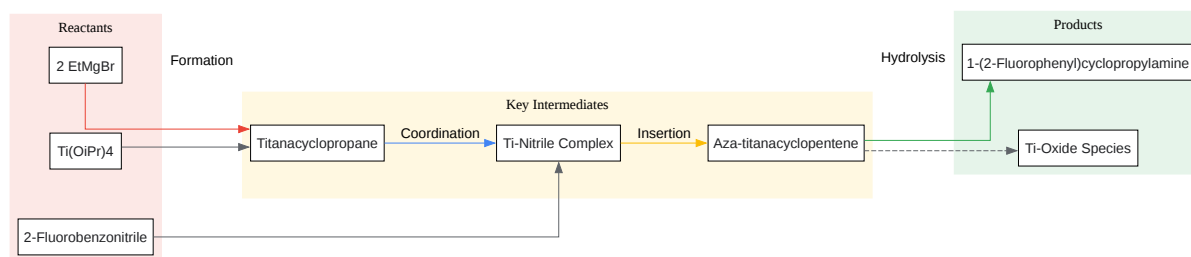 Reactants
2 EtMgBr
Ti(OiPr)4
2-Fluorobenzonitrile
Formation
Key Intermediates
Titanacyclopropane
Coordination
Ti-Nitrile Complex
Insertion
Aza-titanacyclopentene
Hydrolysis
Products
1-(2-Fluorophenyl)cyclopropylamine
Ti-Oxide Species